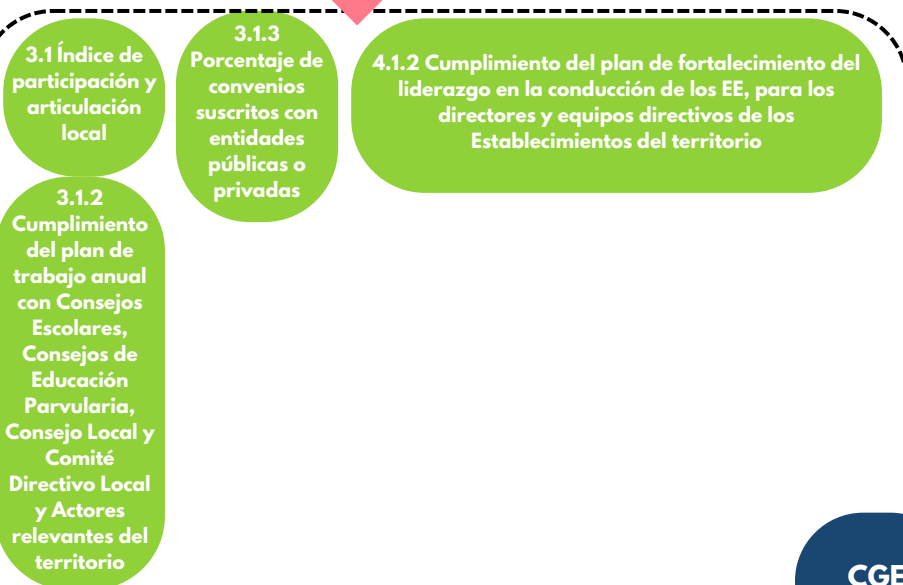 3.1 Índice de
participación y
articulación
local
3.1.3
Porcentaje de
convenios
suscritos con
entidades
públicas o
privadas
4.1.2 Cumplimiento del plan de fortalecimiento del
liderazgo en la conducción de los EE, para los
directores y equipos directivos de los
Establecimientos del territorio
3.1.2
Cumplimiento
del plan de
trabajo anual
con Consejos
Escolares,
Consejos de
Educación
Parvularia,
Consejo Local y
Comité
Directivo Local
y Actores
relevantes del
territorio